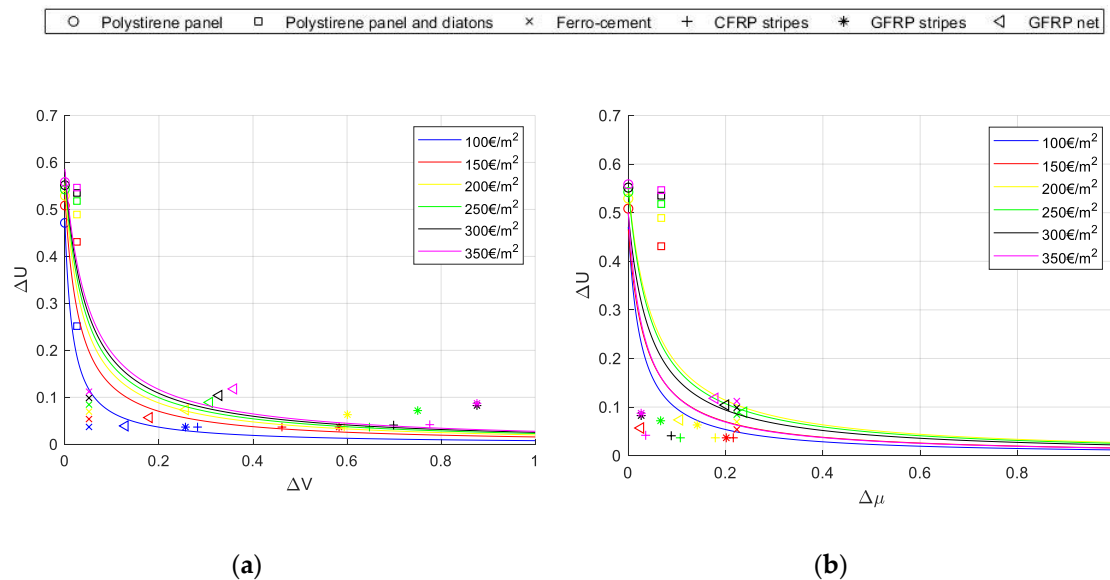 Polystirene panel Polystirene panel and diatons Ferro-cement CFRP stripes GFRP stripes GFRP net
0.7
0.6
0.5
0.4
0.3
0.2
0.1
0
ΔU
0 0.2 0.4 0.6 0.8 1
ΔV
100€/m²
150€/m²
200€/m²
250€/m²
300€/m²
350€/m²
(a)
0.7
0.6
0.5
0.4
0.3
0.2
0.1
0
ΔU
0 0.2 0.4 0.6 0.8
Δμ
100€/m²
150€/m²
200€/m²
250€/m²
300€/m²
350€/m²
(b)